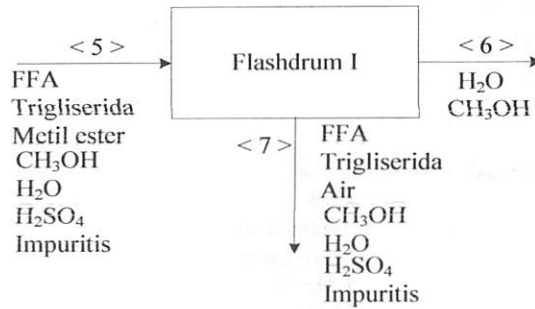 < 5 >
FFA
Trigliserida
Metil ester
CH₃OH
H₂O
H₂SO₄
Impuritis
Flashdrum I
< 6 >
H₂O
CH₃OH
< 7 >
FFA
Trigliserida
Air
CH₃OH
H₂O
H₂SO₄
Impuritis